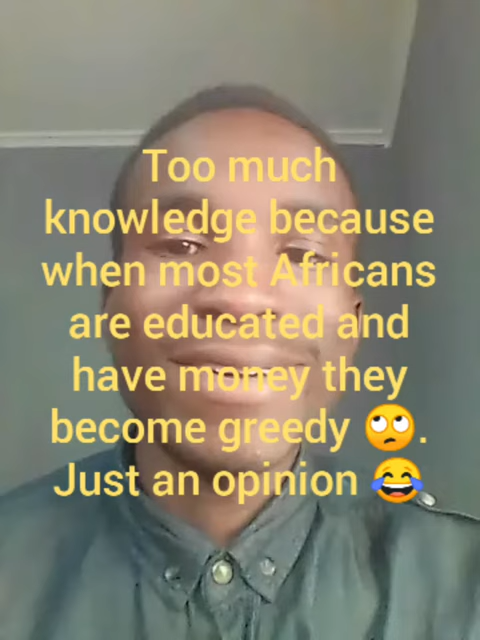 Too much
knowledge because
when most Africans
are educated and
have money they
become greedy 🙄.
Just an opinion 😂